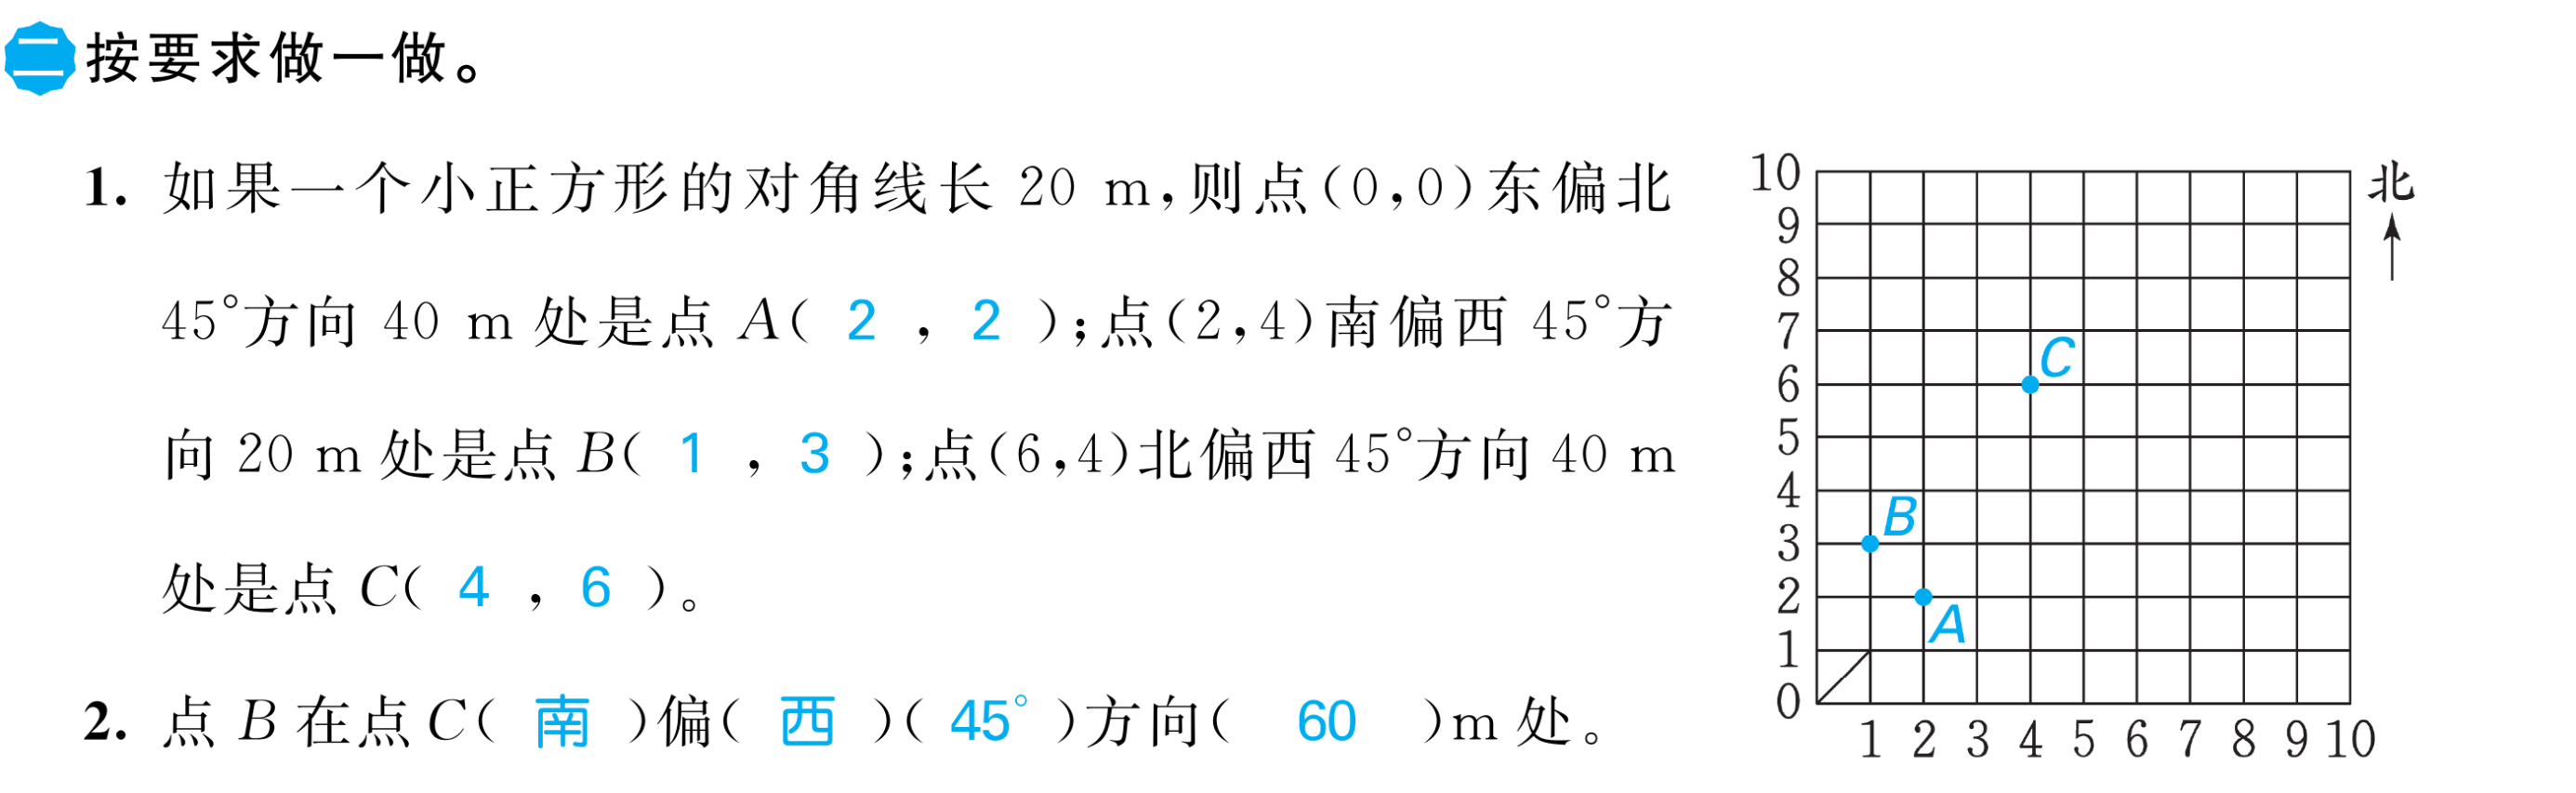 二 按要求做一做。
1. 如果一个小正方形的对角线长 20 m,则点(0,0)东偏北
45°方向 40 m 处是点 A( 2 , 2 );点(2,4)南偏西 45°方
向 20 m 处是点 B( 1 , 3 );点(6,4)北偏西 45°方向 40 m
处是点 C( 4 , 6 )。
2. 点 B 在点 C( 南 )偏( 西 )( 45° )方向( 60 )m 处。
10
9
8
7
6
5
4
3
2
1
0
北
C
B
A
1 2 3 4 5 6 7 8 9 10